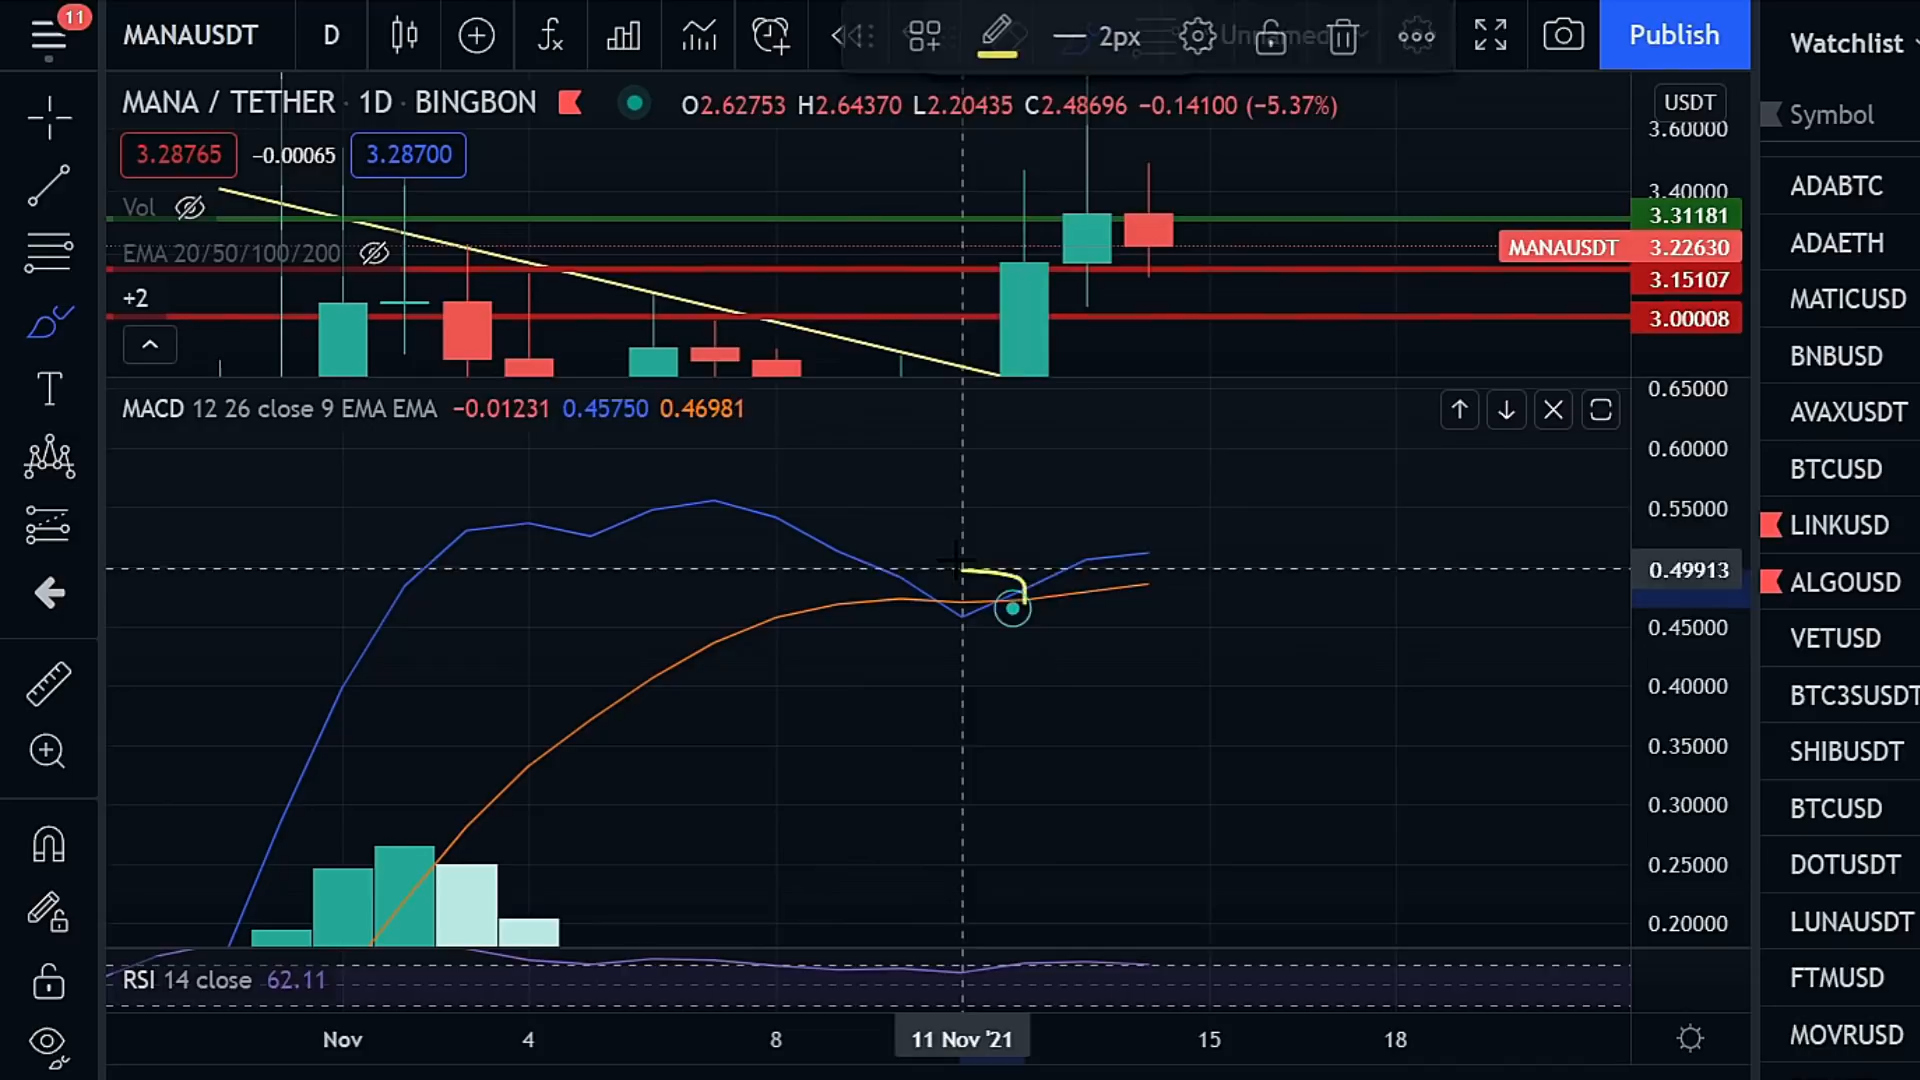 11
MANAUSDT D 2px Unnamed Publish Watchlist
MANA / TETHER · 1D · BINGBON O2.62753 H2.64370 L2.20435 C2.48696 −0.14100 (−5.37%)
3.28765 −0.00065 3.28700
Vol
EMA 20/50/100/200
+2
USDT
3.60000
3.40000
3.31181
MANAUSDT 3.22630
3.15107
3.00008
MACD 12 26 close 9 EMA EMA −0.01231 0.45750 0.46981
0.65000
0.60000
0.55000
0.49913
0.45000
0.40000
0.35000
0.30000
0.25000
0.20000
RSI 14 close 62.11
Nov 4 8 11 Nov '21 15 18
Symbol
ADABTC
ADAETH
MATICUSD
BNBUSD
AVAXUSDT
BTCUSD
LINKUSD
ALGOUSD
VETUSD
BTC3SUSDT
SHIBUSDT
BTCUSD
DOTUSDT
LUNAUSDT
FTMUSD
MOVRUSD